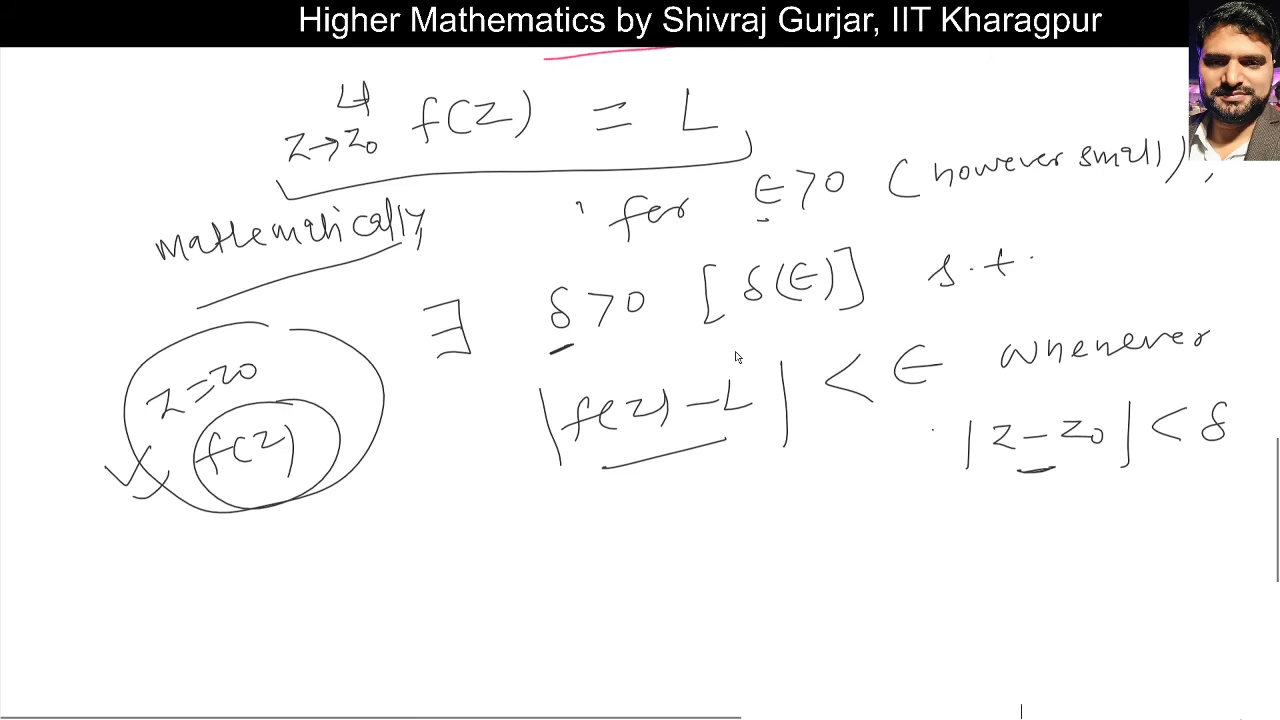 Higher Mathematics by Shivraj Gurjar, IIT Kharagpur
Lt
z→z₀ f(z) = L
mathematically, for ∈>0 (however small),
∃ δ>0 [δ(∈)] s.t.
|f(z)-L| < ∈ whenever
|z-z₀| < δ
z=z₀
f(z)